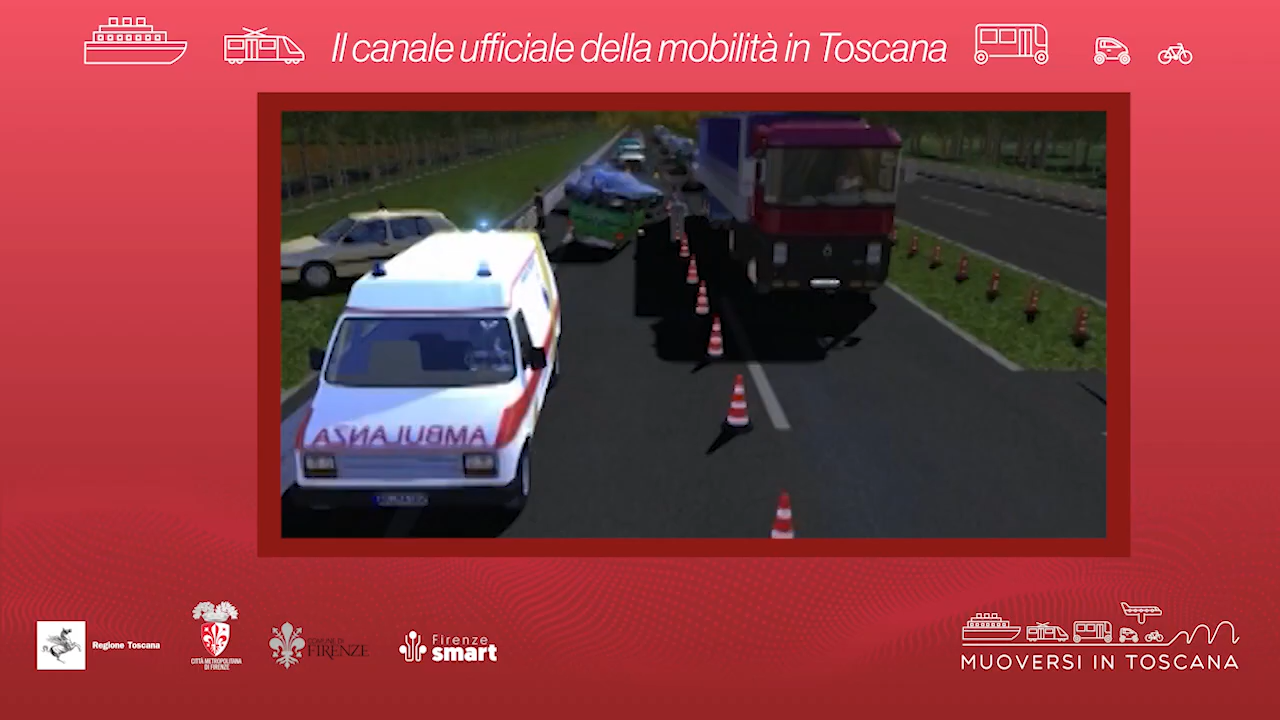 Il canale ufficiale della mobilità in Toscana
AMBULANZA
Regione Toscana
CITTÀ METROPOLITANA
DI FIRENZE
COMUNE DI
FIRENZE
Firenze
smart
MUOVERSI IN TOSCANA